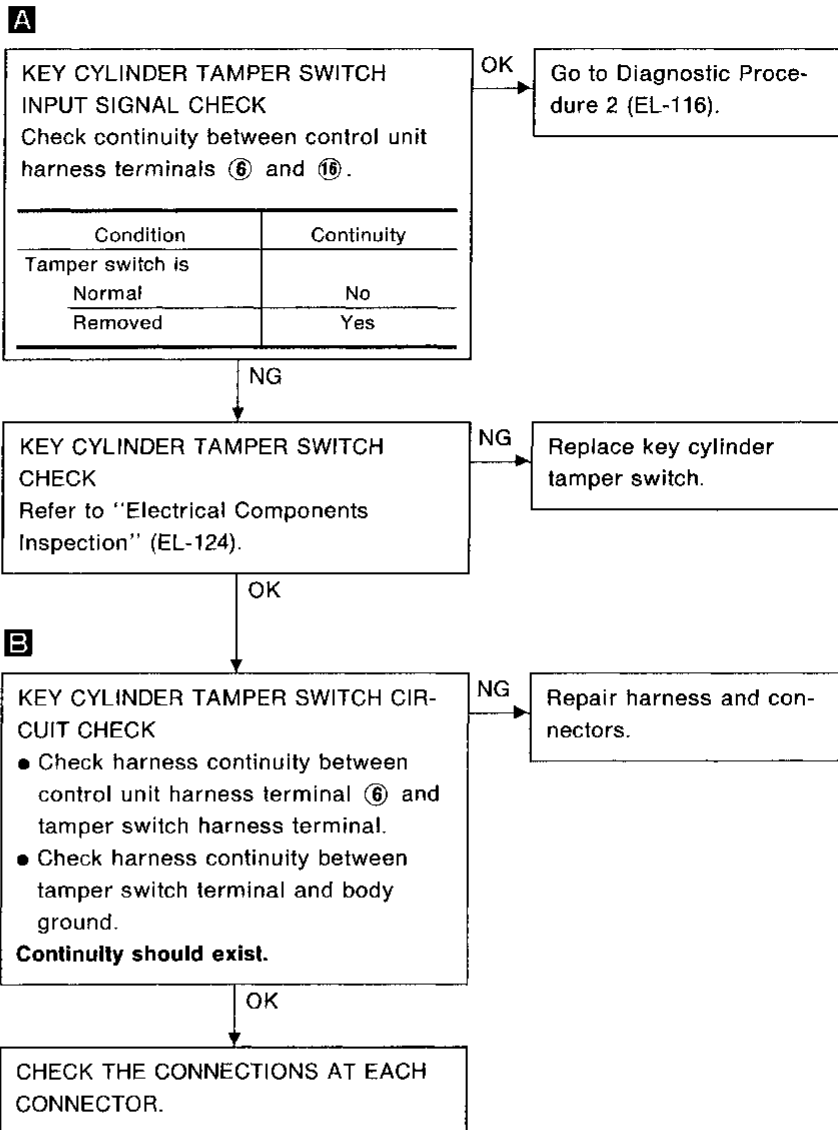 A
KEY CYLINDER TAMPER SWITCH
INPUT SIGNAL CHECK
Check continuity between control unit
harness terminals ⑥ and ⑯.
Condition Continuity
Tamper switch is
Normal No
Removed Yes
OK
Go to Diagnostic Proce-
dure 2 (EL-116).
NG
KEY CYLINDER TAMPER SWITCH
CHECK
Refer to "Electrical Components
Inspection" (EL-124).
NG
Replace key cylinder
tamper switch.
OK
B
KEY CYLINDER TAMPER SWITCH CIR-
CUIT CHECK
● Check harness continuity between
control unit harness terminal ⑥ and
tamper switch harness terminal.
● Check harness continuity between
tamper switch terminal and body
ground.
Continuity should exist.
NG
Repair harness and con-
nectors.
OK
CHECK THE CONNECTIONS AT EACH
CONNECTOR.